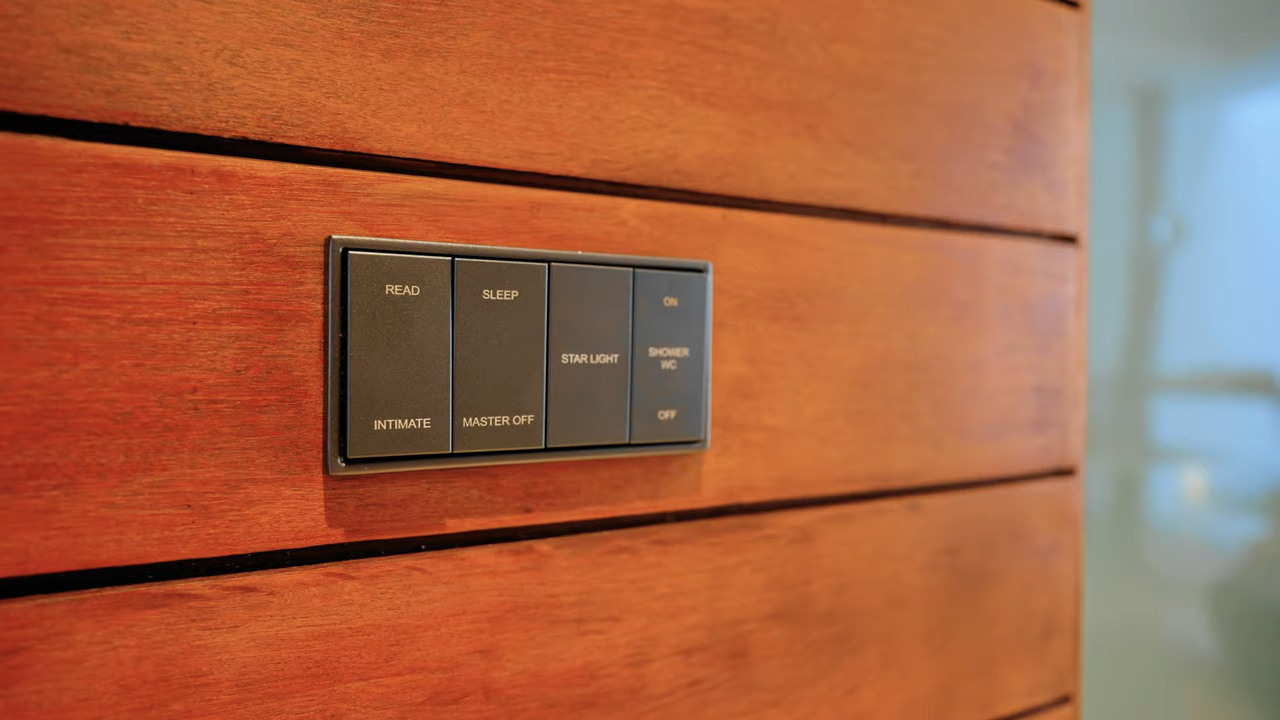 READ
INTIMATE
SLEEP
MASTER OFF
STAR LIGHT
ON
SHOWER
WC
OFF